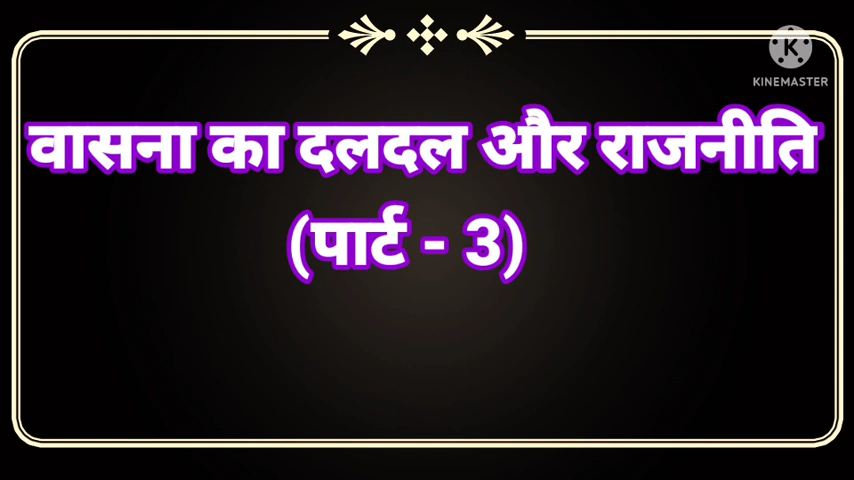 K
KINEMASTER
वासना का दलदल और राजनीति
(पार्ट - 3)